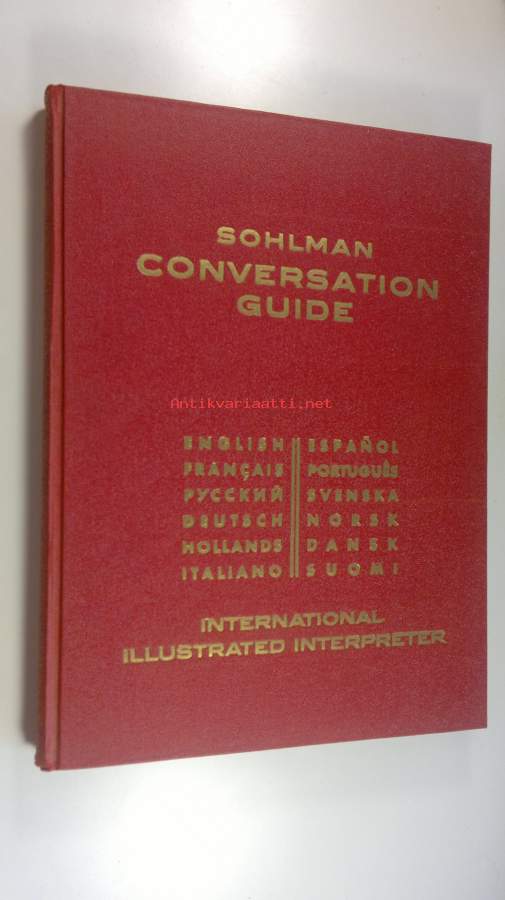 SOHLMAN
CONVERSATION
GUIDE
Antikvariaatti.net
ENGLISH ESPAÑOL
FRANÇAIS PORTUGUÊS
РУССКИЙ SVENSKA
DEUTSCH NORSK
HOLLANDS DANSK
ITALIANO SUOMI
INTERNATIONAL
ILLUSTRATED INTERPRETER